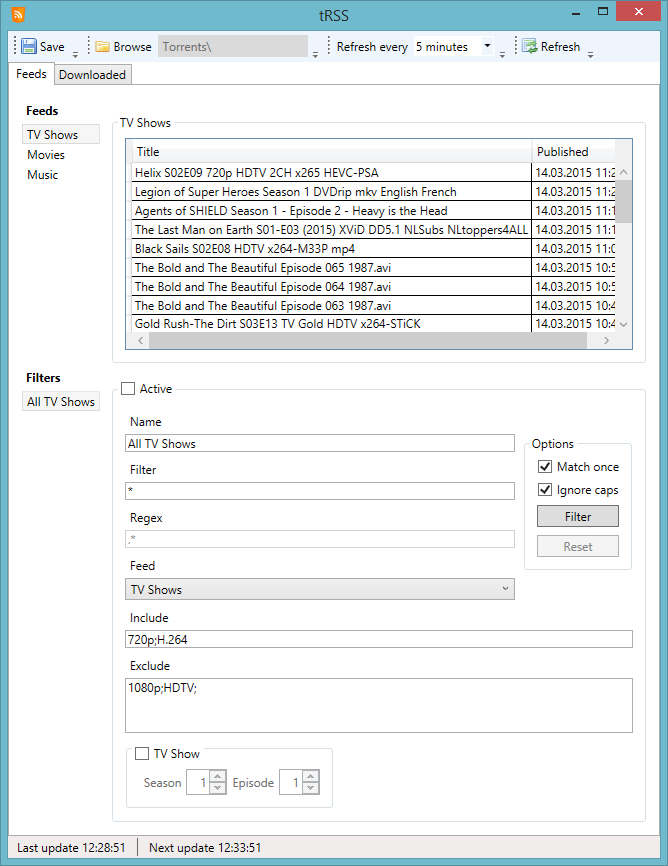 tRSS
Save Browse Torrents\ Refresh every 5 minutes Refresh
Feeds Downloaded
Feeds
TV Shows
Movies
Music
TV Shows
Title Published
Helix S02E09 720p HDTV 2CH x265 HEVC-PSA 14.03.2015 11:2
Legion of Super Heroes Season 1 DVDrip mkv English French 14.03.2015 11:2
Agents of SHIELD Season 1 - Episode 2 - Heavy is the Head 14.03.2015 11:1
The Last Man on Earth S01-E03 (2015) XViD DD5.1 NLSubs NLtoppers4ALL 14.03.2015 11:1
Black Sails S02E08 HDTV x264-M33P mp4 14.03.2015 11:0
The Bold and The Beautiful Episode 065 1987.avi 14.03.2015 10:5
The Bold and The Beautiful Episode 064 1987.avi 14.03.2015 10:5
The Bold and The Beautiful Episode 063 1987.avi 14.03.2015 10:4
Gold Rush-The Dirt S03E13 TV Gold HDTV x264-STiCK 14.03.2015 10:4
Filters
All TV Shows
Active
Name
All TV Shows
Filter
*
Regex
.*
Feed
TV Shows
Include
720p;H.264
Exclude
1080p;HDTV;
Options
Match once
Ignore caps
Filter
Reset
TV Show
Season 1 Episode 1
Last update 12:28:51 Next update 12:33:51